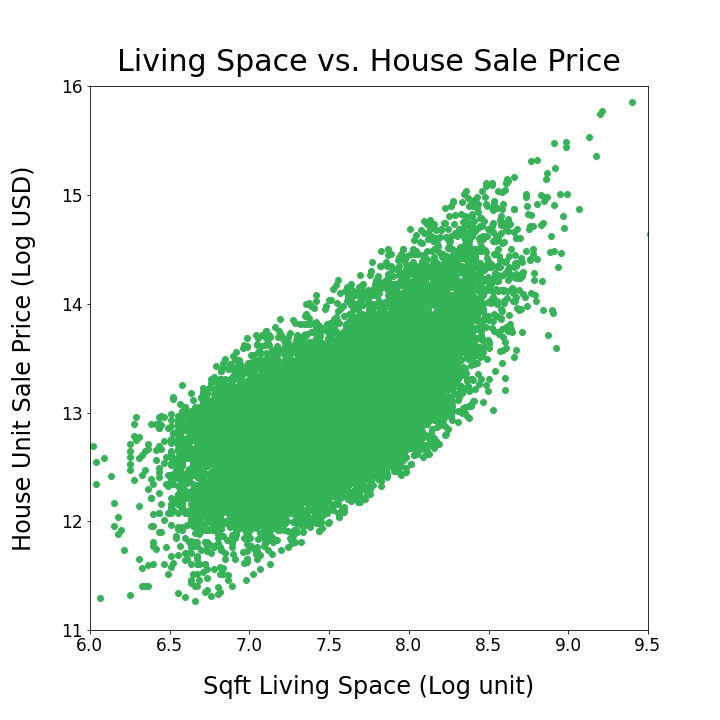 Living Space vs. House Sale Price
House Unit Sale Price (Log USD)
16
15
14
13
12
11
6.0 6.5 7.0 7.5 8.0 8.5 9.0 9.5
Sqft Living Space (Log unit)